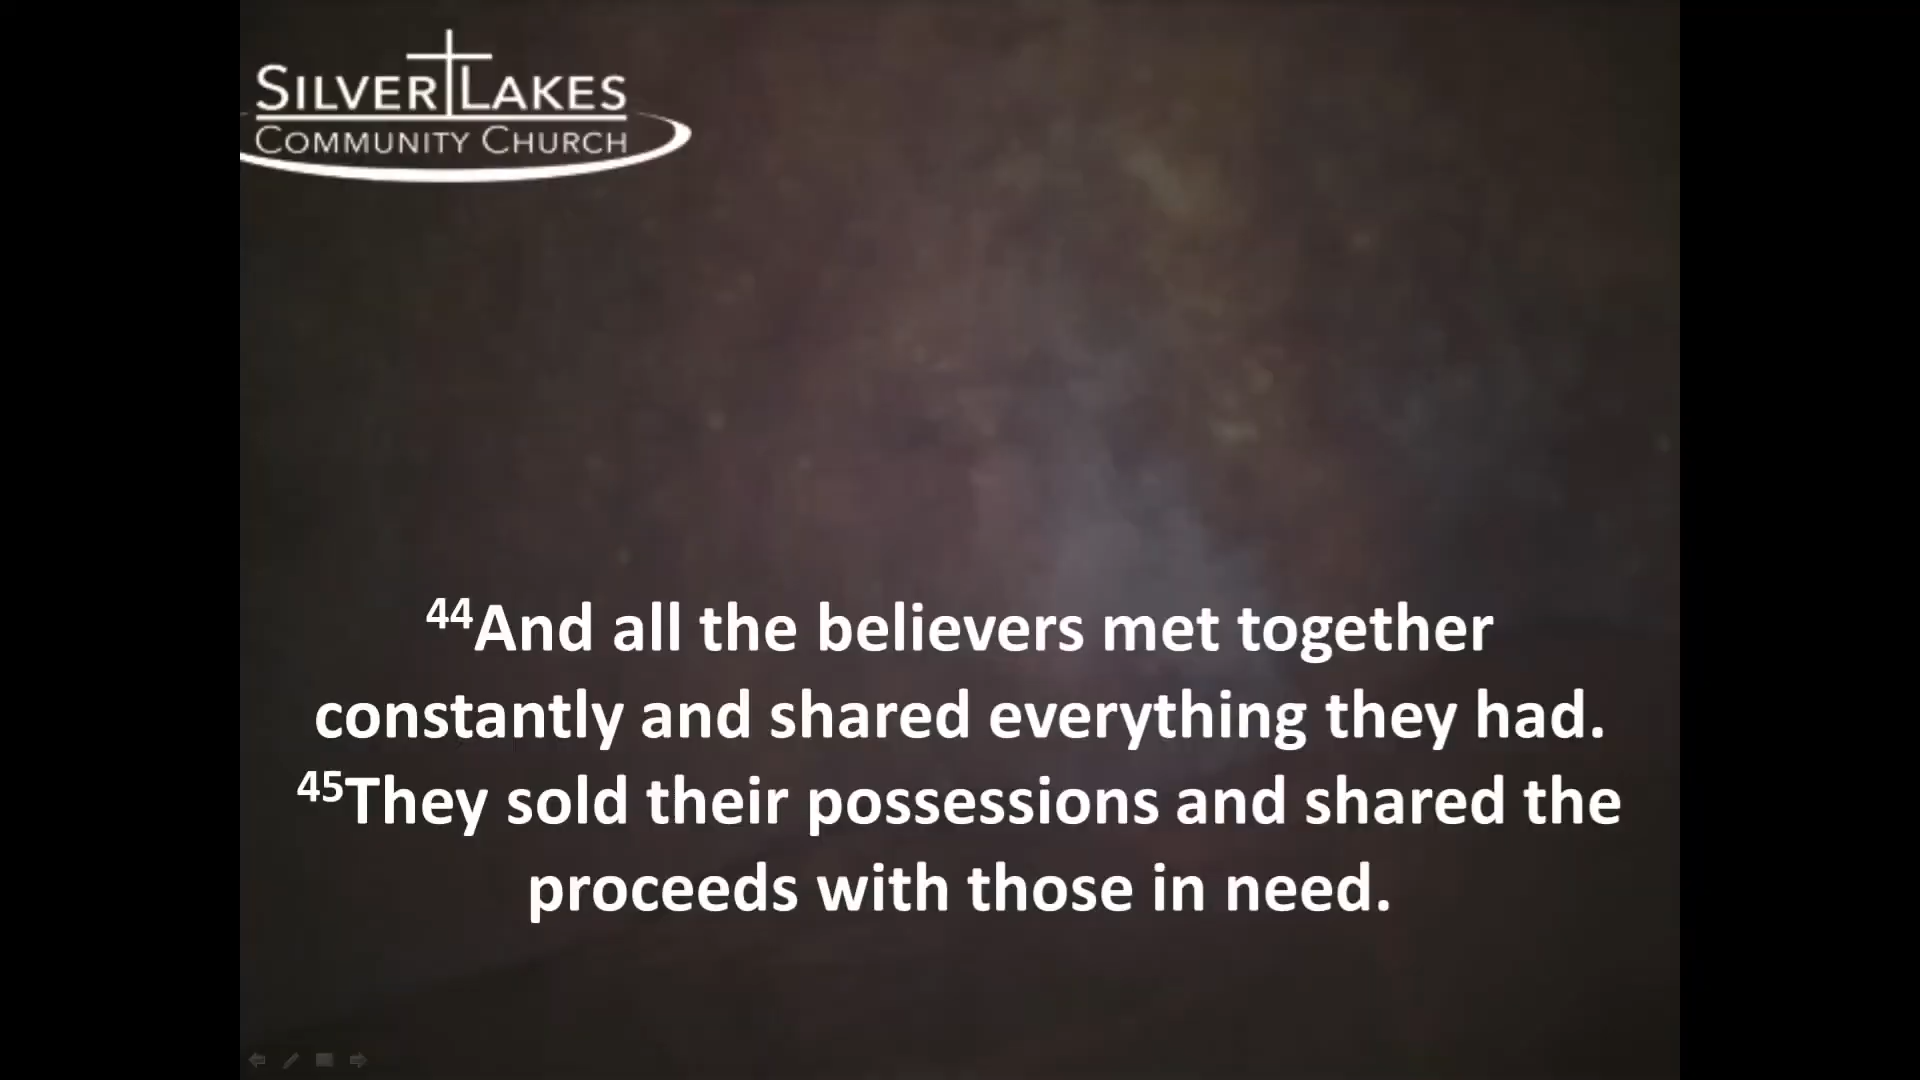 SILVER LAKES
COMMUNITY CHURCH
44And all the believers met together
constantly and shared everything they had.
45They sold their possessions and shared the
proceeds with those in need.